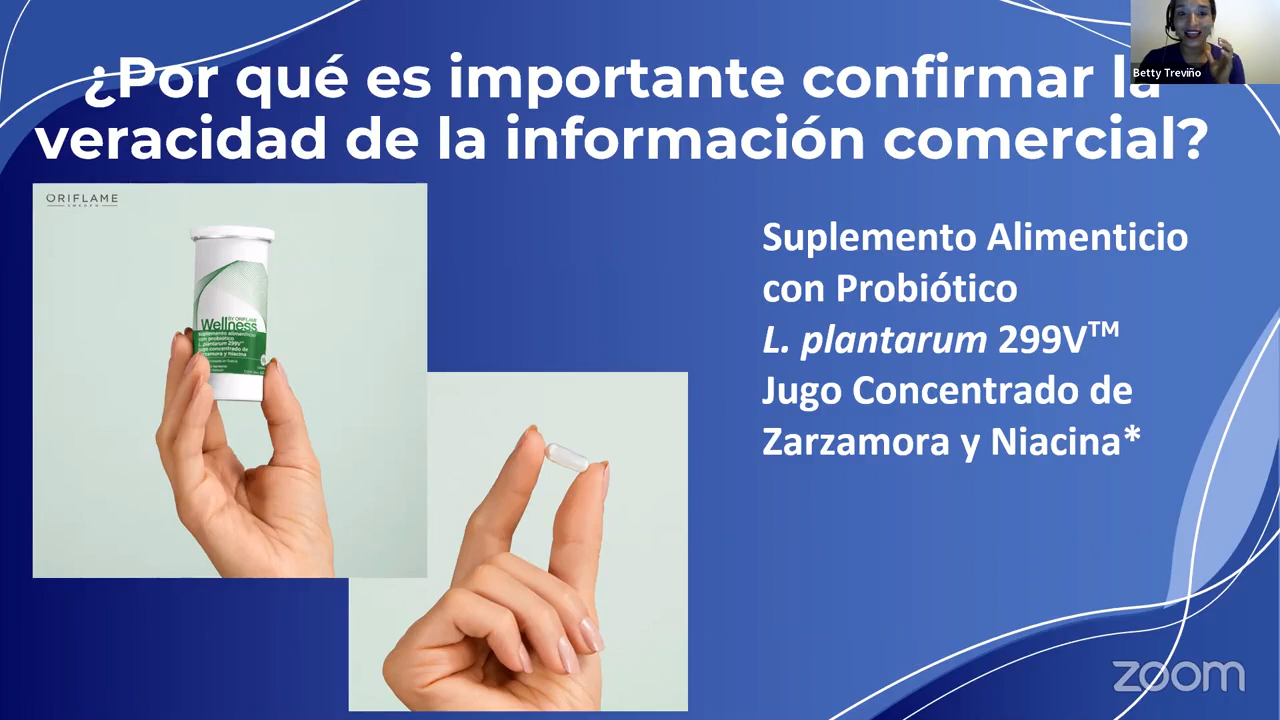 ¿Por qué es importante confirmar la
veracidad de la información comercial?
Betty Treviño
ORIFLAME
SWEDEN
BY ORIFLAME
Wellness
Suplemento alimenticio
con probiótico
L. plantarum 299V™
Jugo concentrado de
zarzamora y niacina
Suplemento Alimenticio
con Probiótico
L. plantarum 299V™
Jugo Concentrado de
Zarzamora y Niacina*
zoom